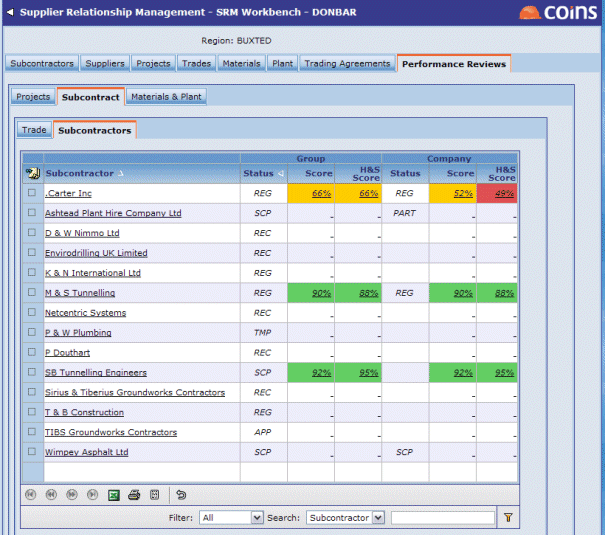 Supplier Relationship Management - SRM Workbench - DONBAR
coins
Region: BUXTED
Subcontractors Suppliers Projects Trades Materials Plant Trading Agreements Performance Reviews
Projects Subcontract Materials & Plant
Trade Subcontractors
Group Company
Subcontractor Status Score H&S Score Status Score H&S Score
.Carter Inc REG 66% 66% REG 52% 49%
Ashtead Plant Hire Company Ltd SCP - - PART - -
D & W Nimmo Ltd REC - - - -
Envirodrilling UK Limited REC - - - -
K & N International Ltd REG - - - -
M & S Tunnelling REG 90% 88% REG 90% 88%
Netcentric Systems REC - - - -
P & W Plumbing TMP - - - -
P Douthart REC - - - -
SB Tunnelling Engineers SCP 92% 95% 92% 95%
Sirius & Tiberius Groundworks Contractors REC - - - -
T & B Construction REG - - - -
TIBS Groundworks Contractors APP - - - -
Wimpey Asphalt Ltd SCP - - SCP - -
Filter: All Search: Subcontractor